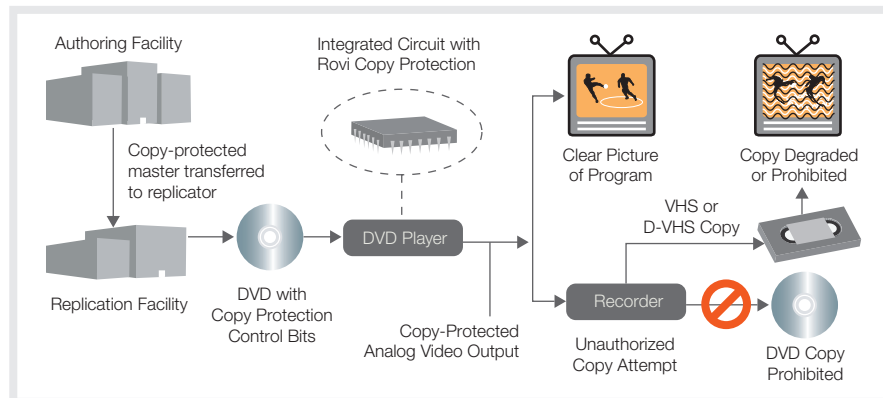 Authoring Facility
Integrated Circuit with
Rovi Copy Protection
Copy-protected
master transferred
to replicator
Clear Picture
of Program
Copy Degraded
or Prohibited
VHS or
D-VHS Copy
DVD Player
Replication Facility
DVD with
Copy Protection
Control Bits
Copy-Protected
Analog Video Output
Recorder
Unauthorized
Copy Attempt
DVD Copy
Prohibited